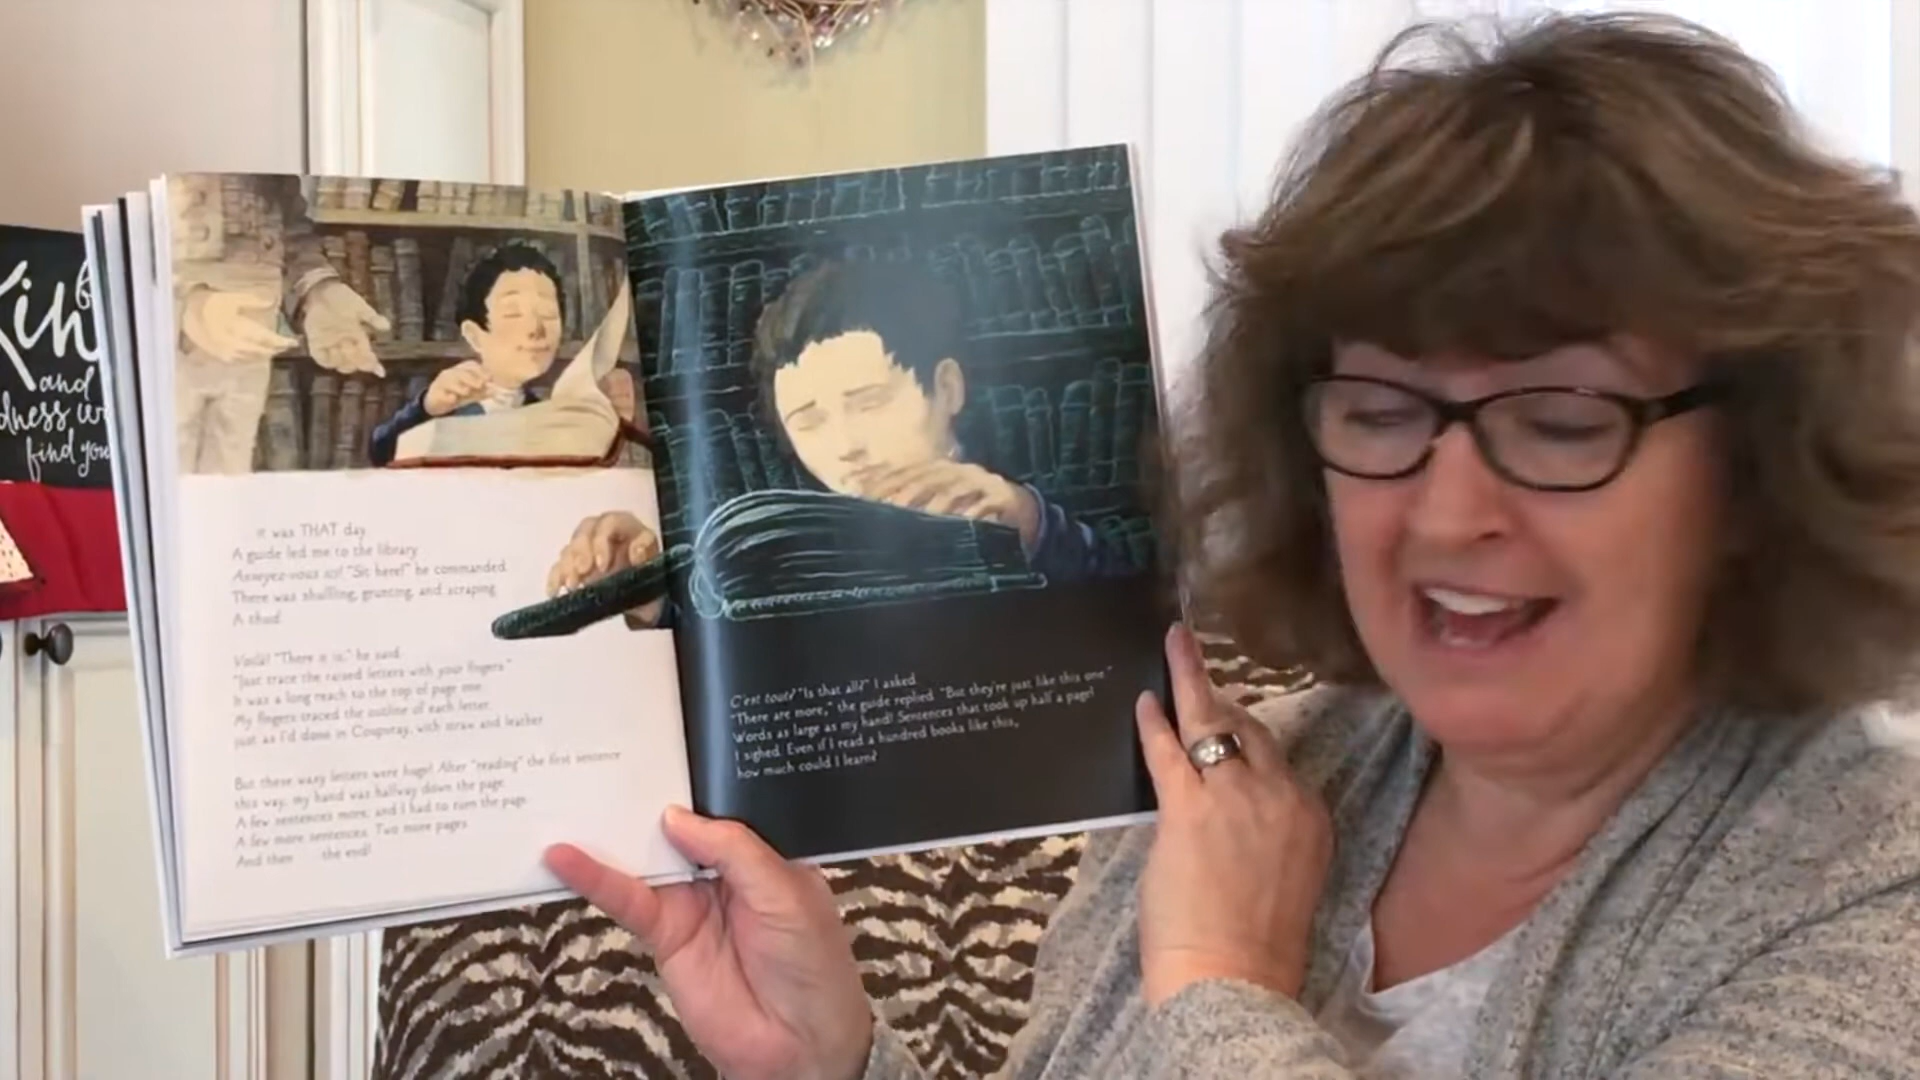 Kin
and
find you
It was THAT day
A guide led me to the library
Asseyez-vous ici! "Sit here!" he commanded
There was shuffling, grunting, and scraping
A thud
Voilà! "There it is," he said.
"Just trace the raised letters with your fingers."
It was a long reach to the top of page one.
My fingers traced the outline of each letter,
just as I'd done in Coupvray, with straw and leather
But these waxy letters were huge! After "reading" the first sentence
this way, my hand was halfway down the page.
A few sentences more, and I had to turn the page.
A few more sentences. Two more pages
And then the end!
C'est tout? "Is that all?" I asked.
"There are more," the guide replied. "But they're just like this one."
Words as large as my hand! Sentences that took up half a page!
I sighed. Even if I read a hundred books like this,
how much could I learn?